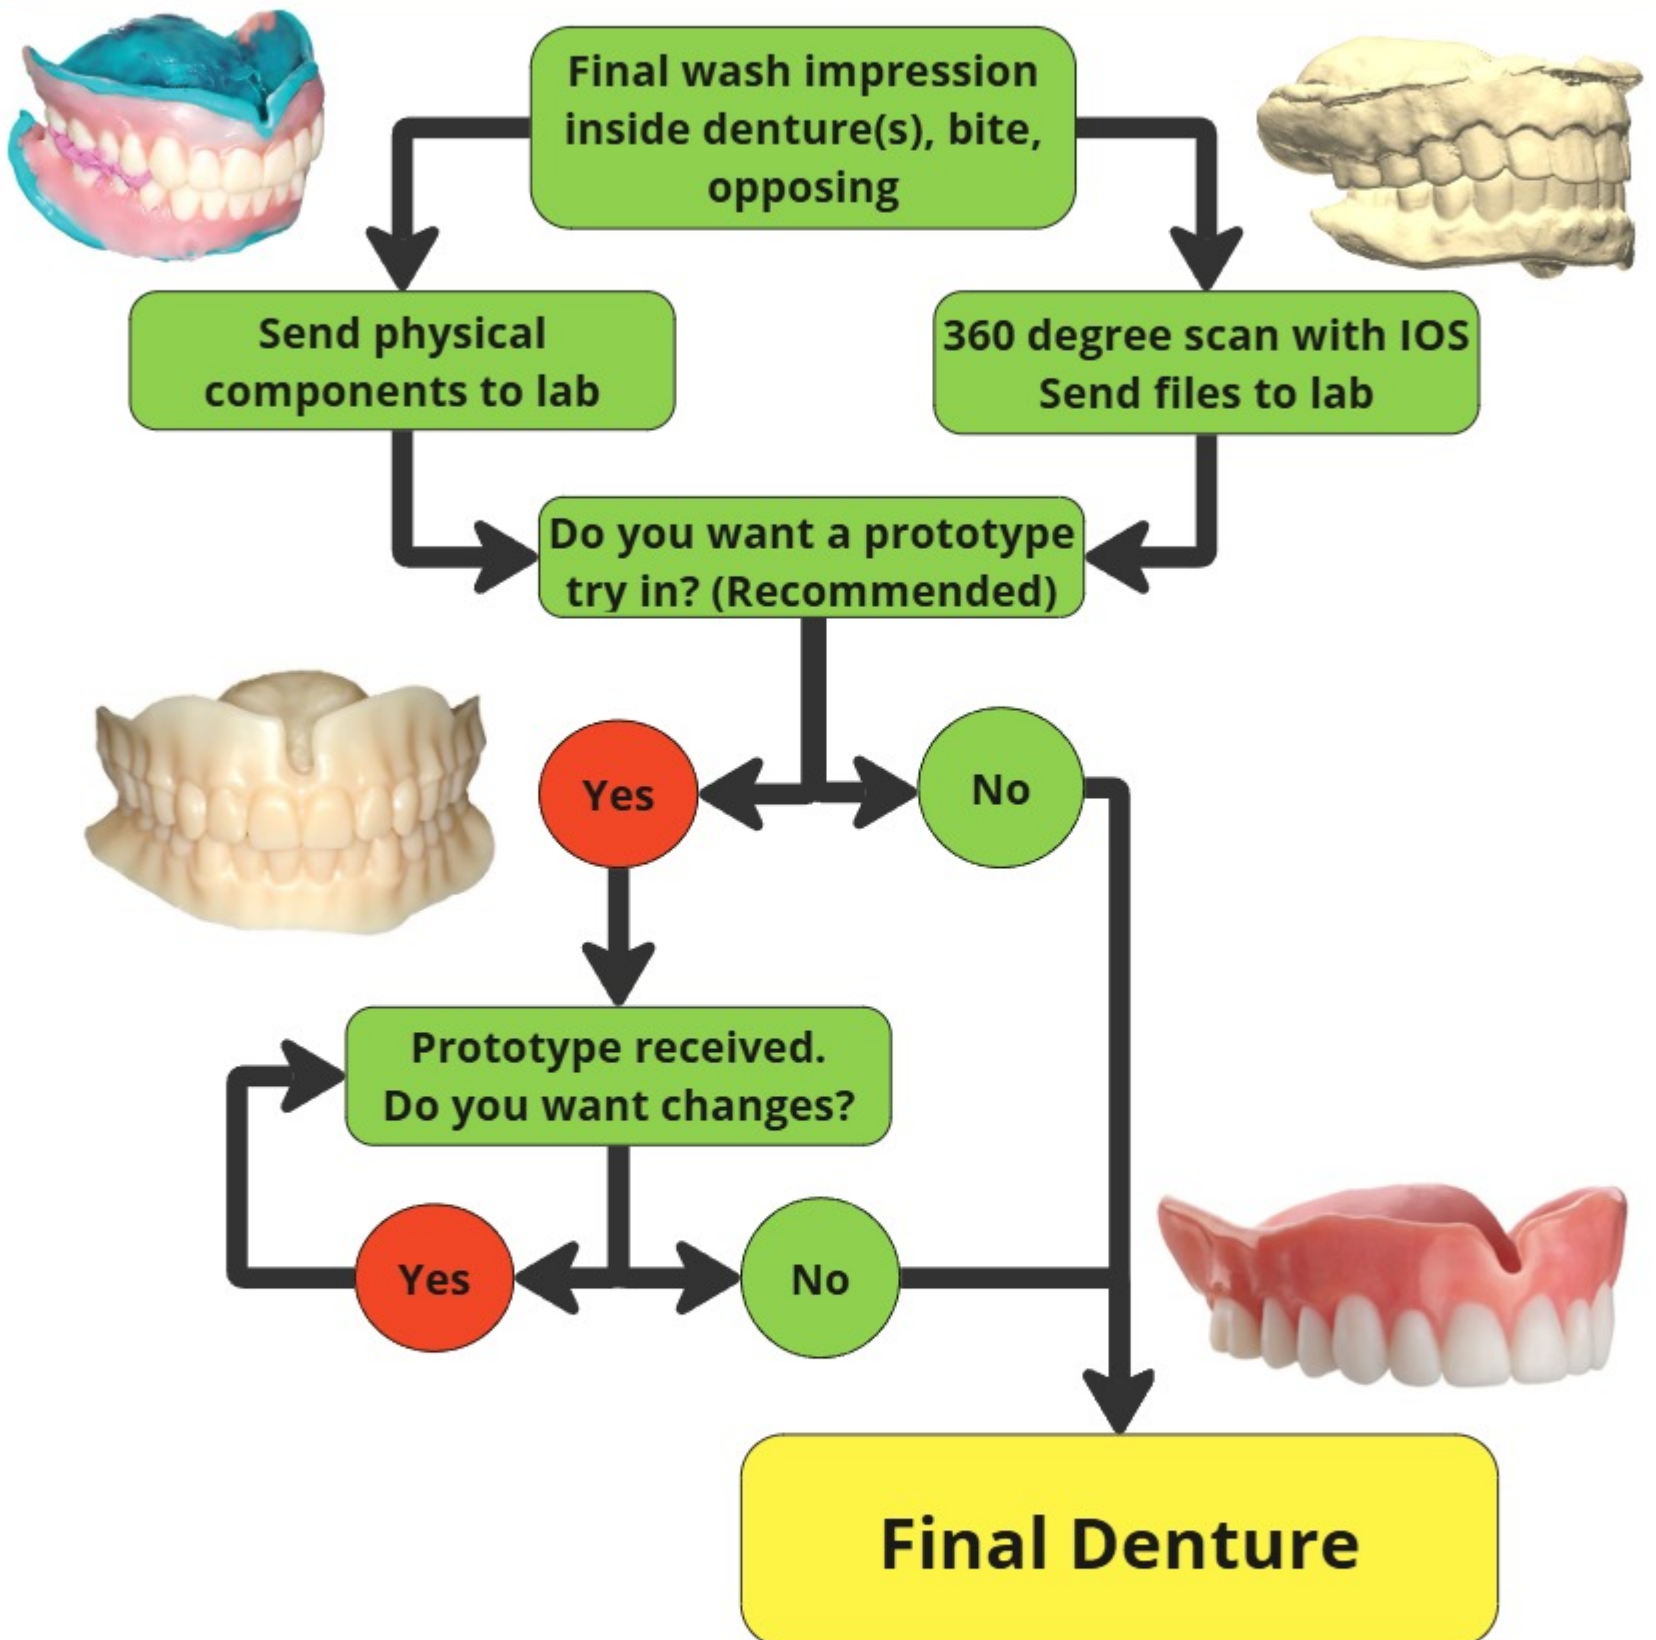 Final wash impression
inside denture(s), bite,
opposing
Send physical
components to lab
360 degree scan with IOS
Send files to lab
Do you want a prototype
try in? (Recommended)
Yes
No
Prototype received.
Do you want changes?
Yes
No
Final Denture